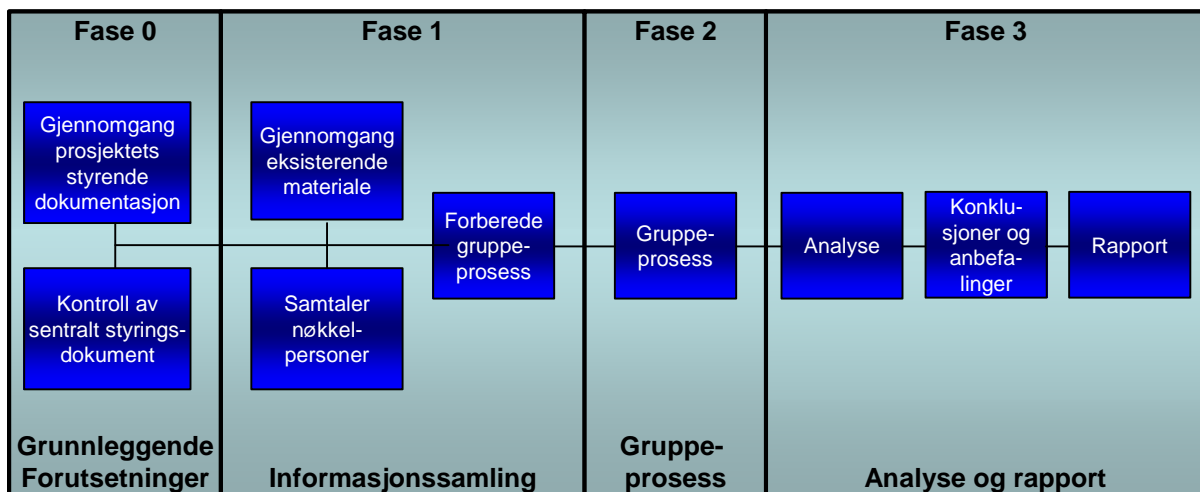 Fase 0
Fase 1
Fase 2
Fase 3
Gjennomgang
prosjektets
styrende
dokumentasjon
Kontroll av
sentralt styrings-
dokument
Gjennomgang
eksisterende
materiale
Samtaler
nøkkel-
personer
Forberede
gruppe-
prosess
Gruppe-
prosess
Analyse
Konklu-
sjoner og
anbefa-
linger
Rapport
Grunnleggende
Forutsetninger
Informasjonssamling
Gruppe-
prosess
Analyse og rapport